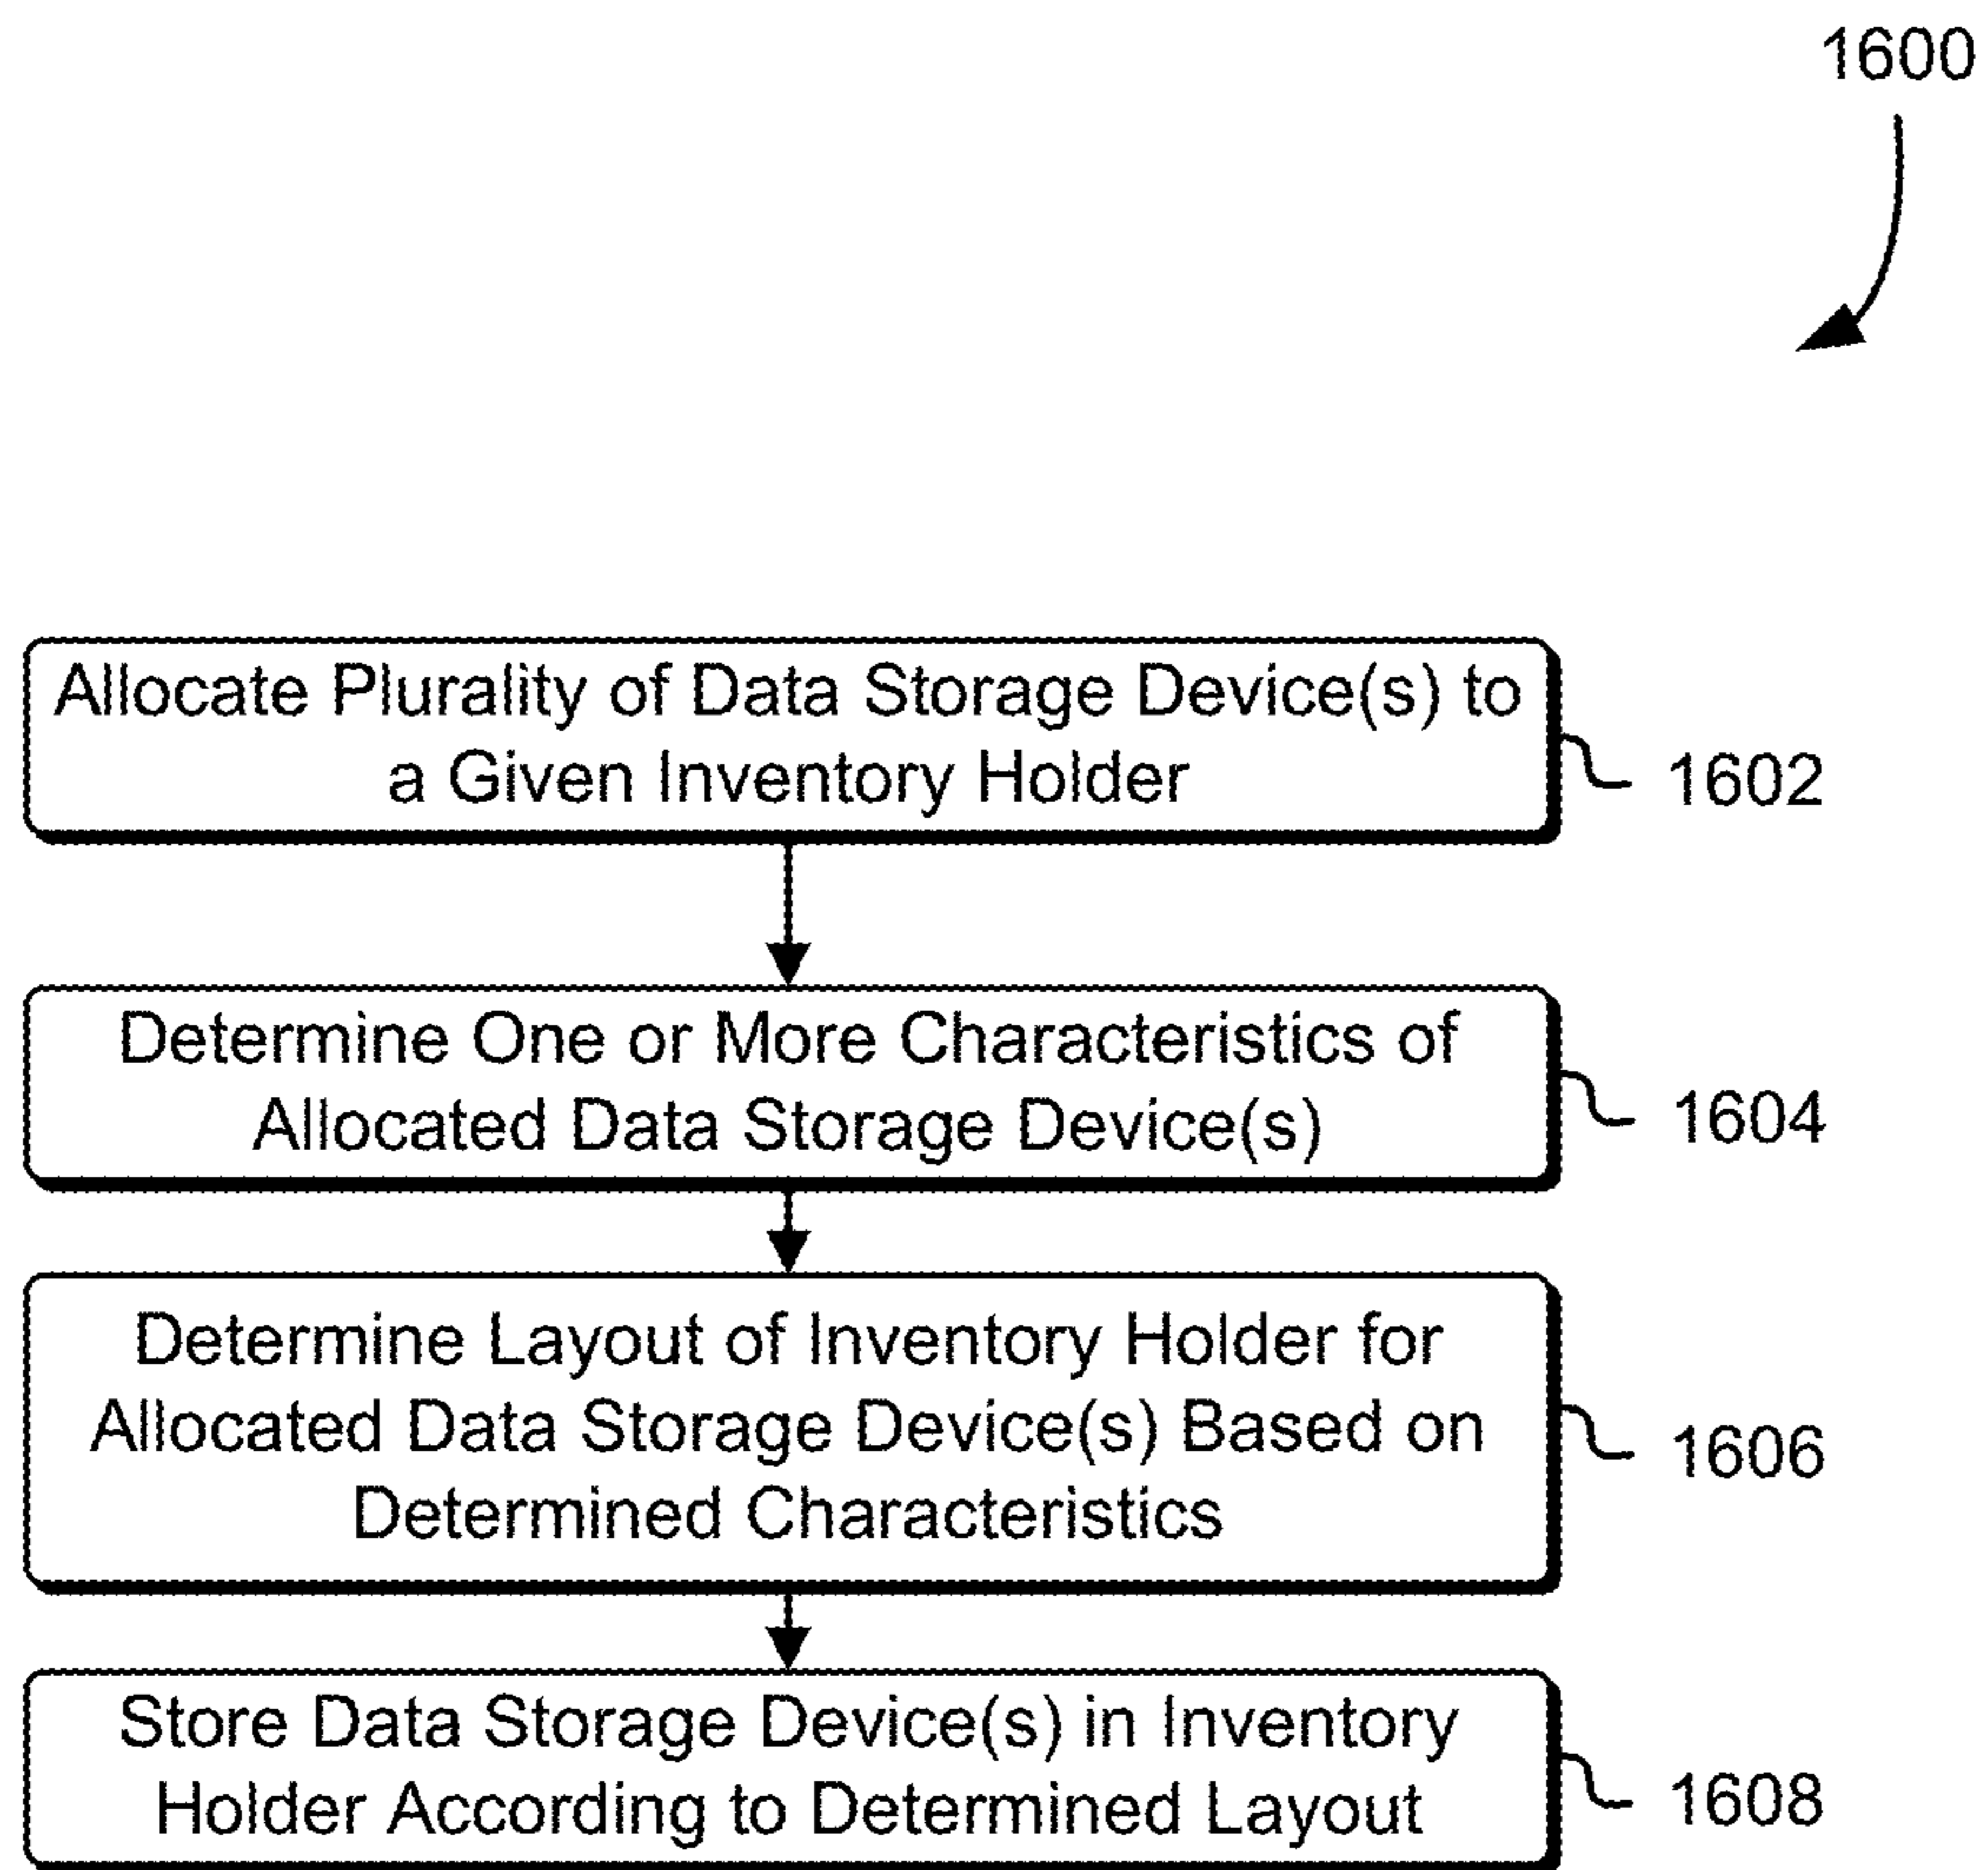 1600
Allocate Plurality of Data Storage Device(s) to
a Given Inventory Holder
1602
Determine One or More Characteristics of
Allocated Data Storage Device(s)
1604
Determine Layout of Inventory Holder for
Allocated Data Storage Device(s) Based on
Determined Characteristics
1606
Store Data Storage Device(s) in Inventory
Holder According to Determined Layout
1608